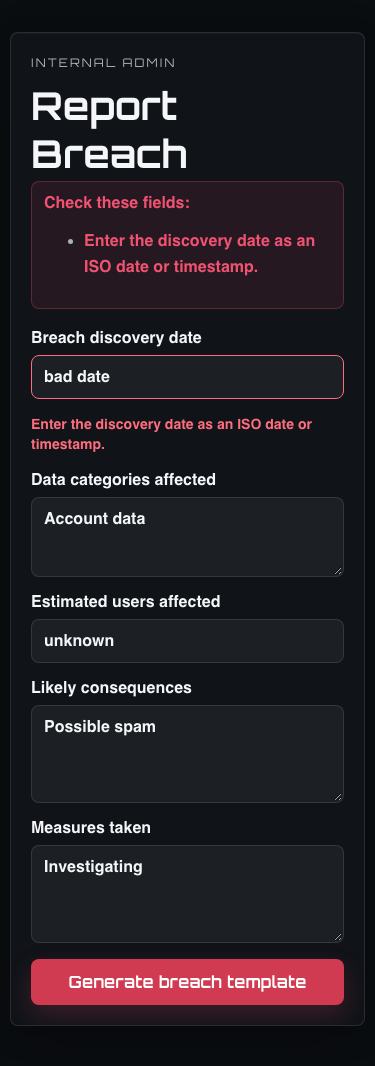 INTERNAL ADMIN
Report
Breach
Check these fields:
Enter the discovery date as an
ISO date or timestamp.
Breach discovery date
bad date
Enter the discovery date as an ISO date or
timestamp.
Data categories affected
Account data
Estimated users affected
unknown
Likely consequences
Possible spam
Measures taken
Investigating
Generate breach template